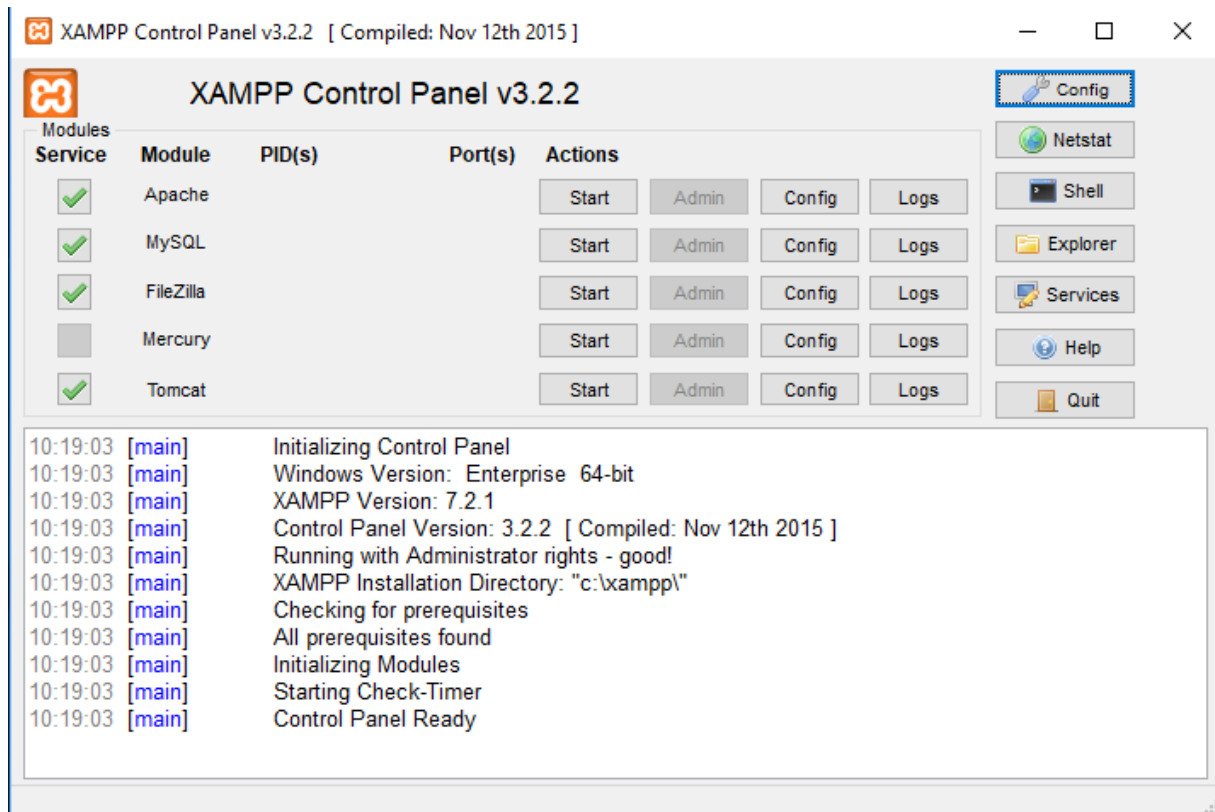 XAMPP Control Panel v3.2.2 [ Compiled: Nov 12th 2015 ]
XAMPP Control Panel v3.2.2
Config
Netstat
Shell
Explorer
Services
Help
Quit
Modules
Service Module PID(s) Port(s) Actions
Apache Start Admin Config Logs
MySQL Start Admin Config Logs
FileZilla Start Admin Config Logs
Mercury Start Admin Config Logs
Tomcat Start Admin Config Logs
10:19:03 [main] Initializing Control Panel
10:19:03 [main] Windows Version: Enterprise 64-bit
10:19:03 [main] XAMPP Version: 7.2.1
10:19:03 [main] Control Panel Version: 3.2.2 [ Compiled: Nov 12th 2015 ]
10:19:03 [main] Running with Administrator rights - good!
10:19:03 [main] XAMPP Installation Directory: "c:\xampp\"
10:19:03 [main] Checking for prerequisites
10:19:03 [main] All prerequisites found
10:19:03 [main] Initializing Modules
10:19:03 [main] Starting Check-Timer
10:19:03 [main] Control Panel Ready